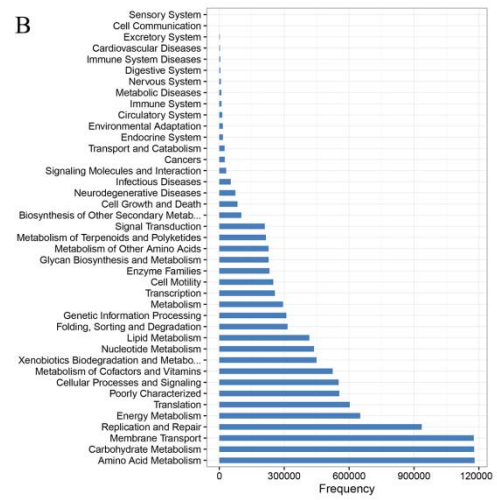 B
Sensory System
Cell Communication
Excretory System
Cardiovascular Diseases
Immune System Diseases
Digestive System
Nervous System
Metabolic Diseases
Immune System
Circulatory System
Environmental Adaptation
Endocrine System
Transport and Catabolism
Cancers
Signaling Molecules and Interaction
Infectious Diseases
Neurodegenerative Diseases
Cell Growth and Death
Biosynthesis of Other Secondary Metab...
Signal Transduction
Metabolism of Terpenoids and Polyketides
Metabolism of Other Amino Acids
Glycan Biosynthesis and Metabolism
Enzyme Families
Cell Motility
Transcription
Metabolism
Genetic Information Processing
Folding, Sorting and Degradation
Lipid Metabolism
Nucleotide Metabolism
Xenobiotics Biodegradation and Metabo...
Metabolism of Cofactors and Vitamins
Cellular Processes and Signaling
Poorly Characterized
Translation
Energy Metabolism
Replication and Repair
Membrane Transport
Carbohydrate Metabolism
Amino Acid Metabolism
0 300000 600000 900000 1200000
Frequency